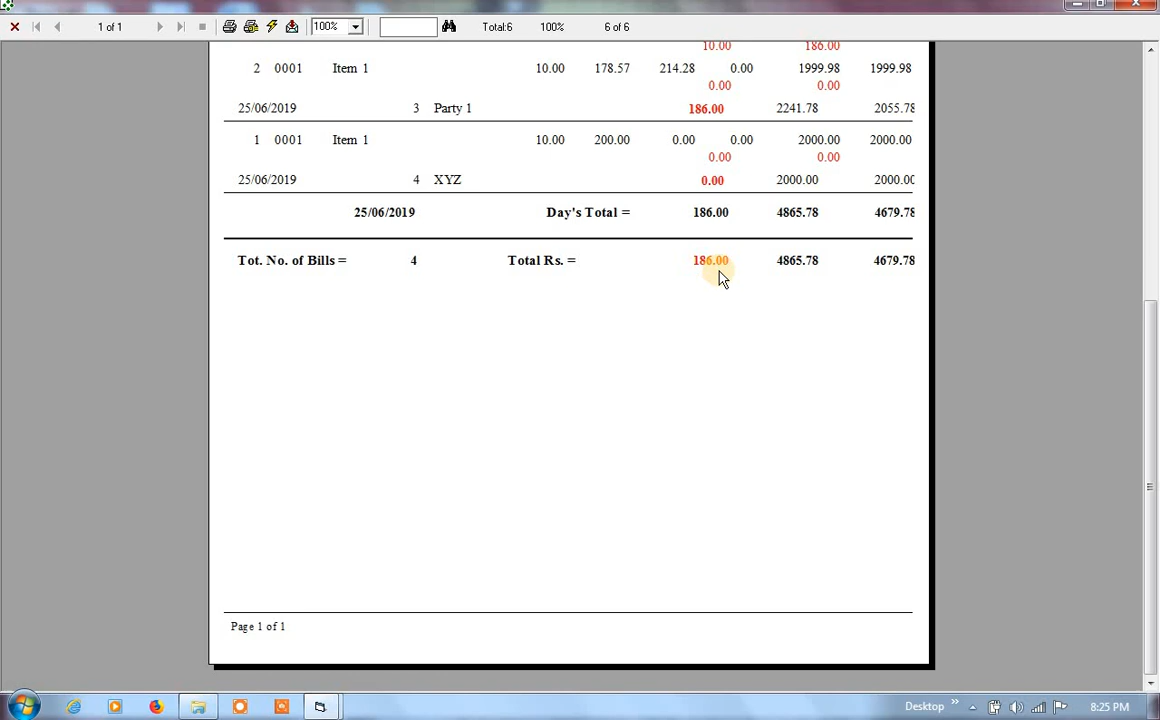 1 of 1 100% Total:6 100% 6 of 6
10.00 186.00
2 0001 Item 1 10.00 178.57 214.28 0.00 1999.98 1999.98
0.00 0.00
25/06/2019 3 Party 1 186.00 2241.78 2055.78
1 0001 Item 1 10.00 200.00 0.00 0.00 2000.00 2000.00
0.00 0.00
25/06/2019 4 XYZ 0.00 2000.00 2000.00
25/06/2019 Day's Total = 186.00 4865.78 4679.78
Tot. No. of Bills = 4 Total Rs. = 186.00 4865.78 4679.78
Page 1 of 1
Desktop 8:25 PM